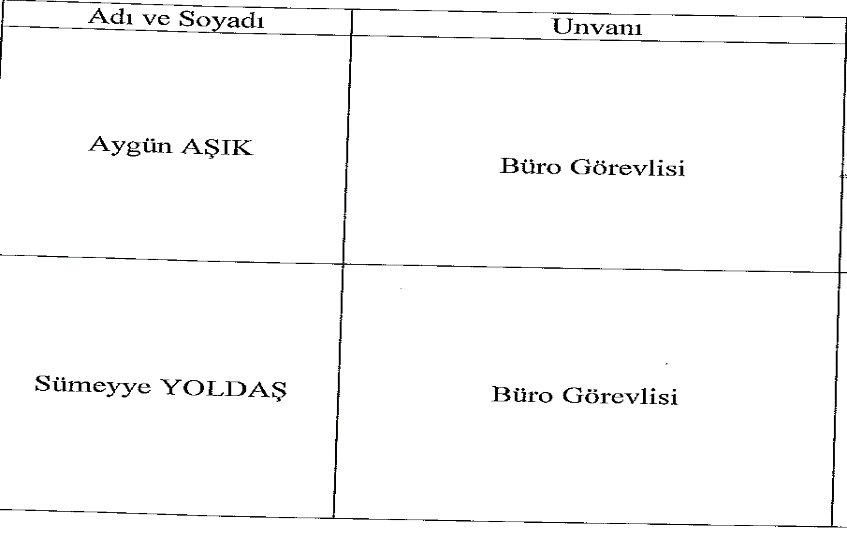 Adı ve Soyadı
Unvanı
Aygün AŞIK
Büro Görevlisi
Sümeyye YOLDAŞ
Büro Görevlisi